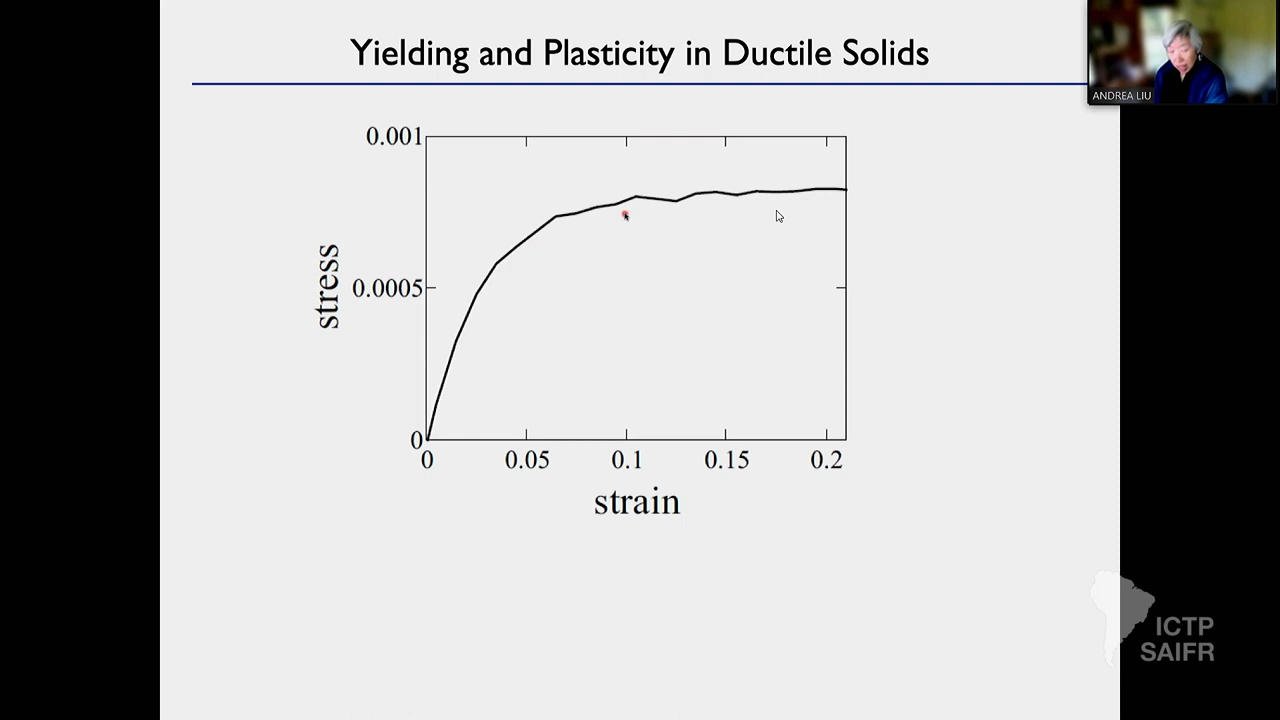 Yielding and Plasticity in Ductile Solids
ANDREA LIU
0.001
0.0005
0
stress
0 0.05 0.1 0.15 0.2
strain
ICTP
SAIFR